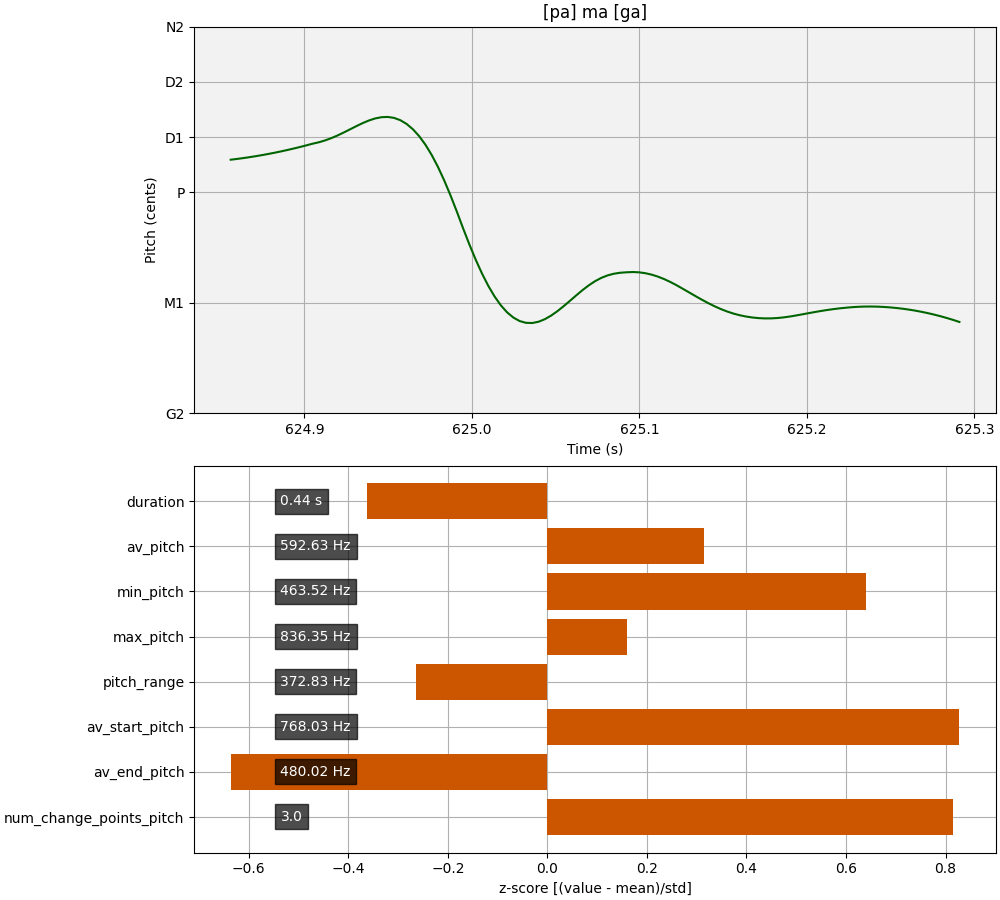 [pa] ma [ga]
N2
D2
D1
P
M1
G2
Pitch (cents)
624.9 625.0 625.1 625.2 625.3
Time (s)
duration 0.44 s
av_pitch 592.63 Hz
min_pitch 463.52 Hz
max_pitch 836.35 Hz
pitch_range 372.83 Hz
av_start_pitch 768.03 Hz
av_end_pitch 480.02 Hz
num_change_points_pitch 3.0
−0.6 −0.4 −0.2 0.0 0.2 0.4 0.6 0.8
z-score [(value - mean)/std]